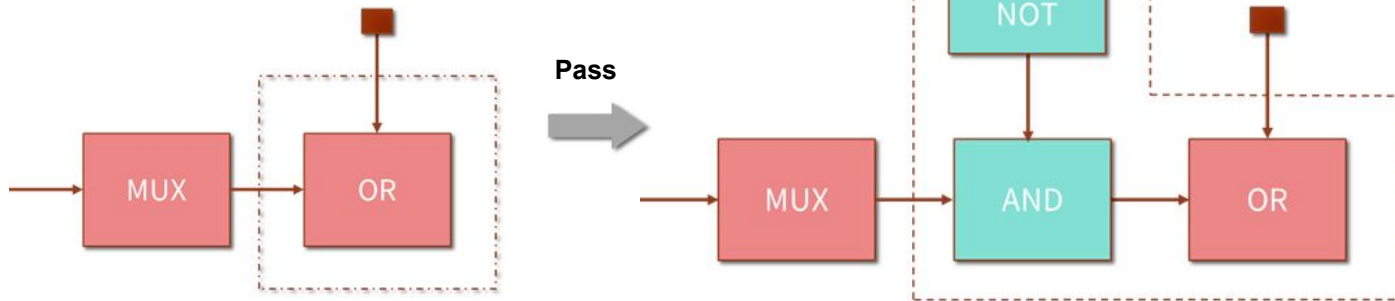 NOT
Pass
MUX
OR
MUX
AND
OR